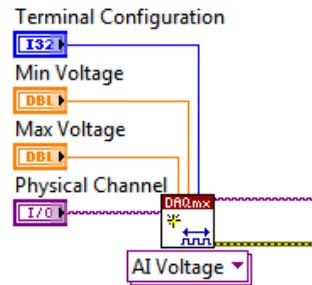 Terminal Configuration
I32
Min Voltage
DBL
Max Voltage
DBL
Physical Channel
I/O
DAQmx
AI Voltage